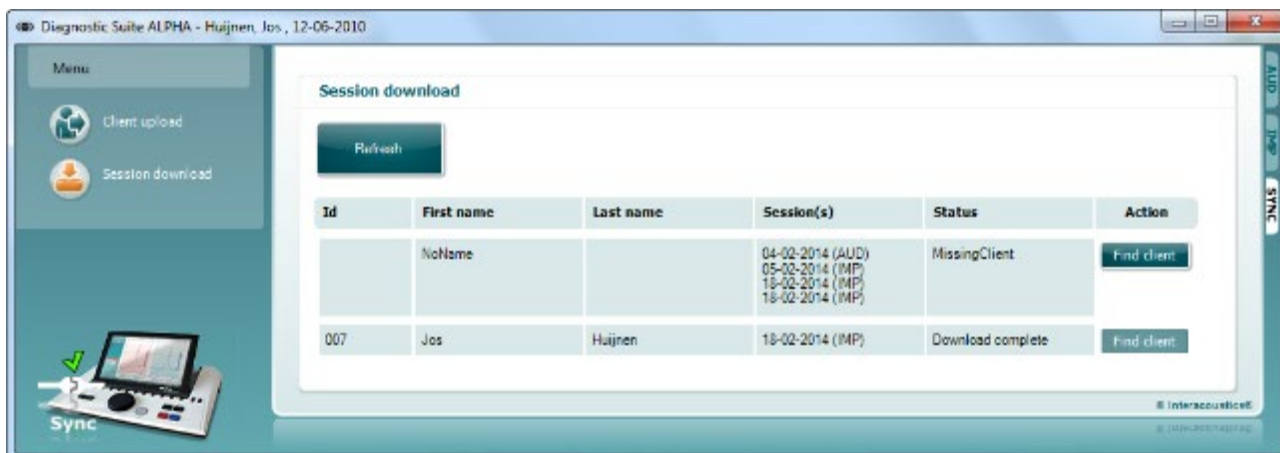 Diagnostic Suite ALPHA - Huijnen, Jos , 12-06-2010
Menu
Client upload
Session download
Sync
Session download
Refresh
Id First name Last name Session(s) Status Action
NoName 04-02-2014 (AUD) MissingClient Find client
05-02-2014 (IMP)
18-02-2014 (IMP)
18-02-2014 (IMP)
007 Jos Huijnen 18-02-2014 (IMP) Download complete Find client
® Interacoustics®
AUD
IMP
SYNC